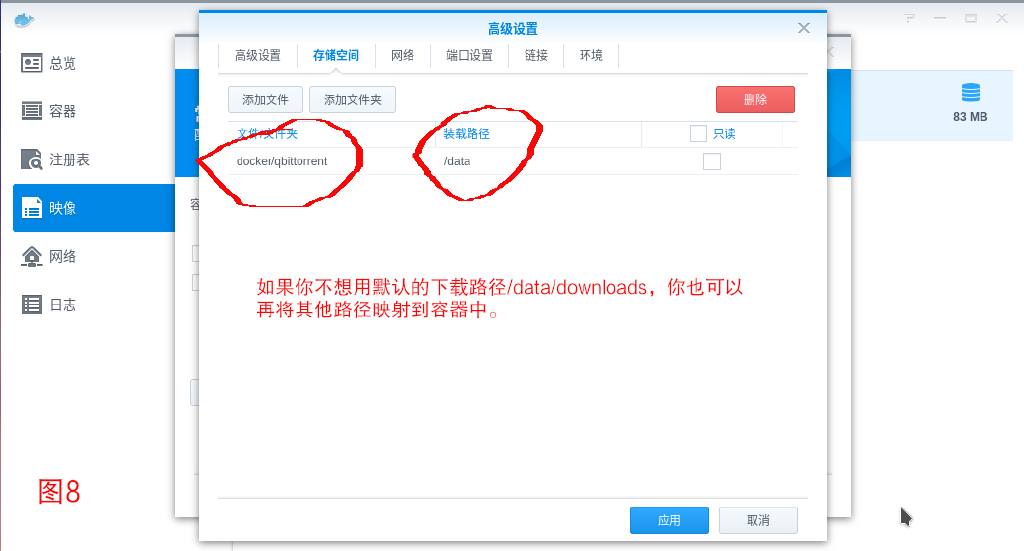 高级设置
总览
容器
注册表
映像
网络
日志
高级设置 存储空间 网络 端口设置 链接 环境
添加文件 添加文件夹 删除
文件/文件夹 装载路径 只读
docker/qbittorrent /data
83 MB
如果你不想用默认的下载路径/data/downloads，你也可以
再将其他路径映射到容器中。
图8
应用 取消